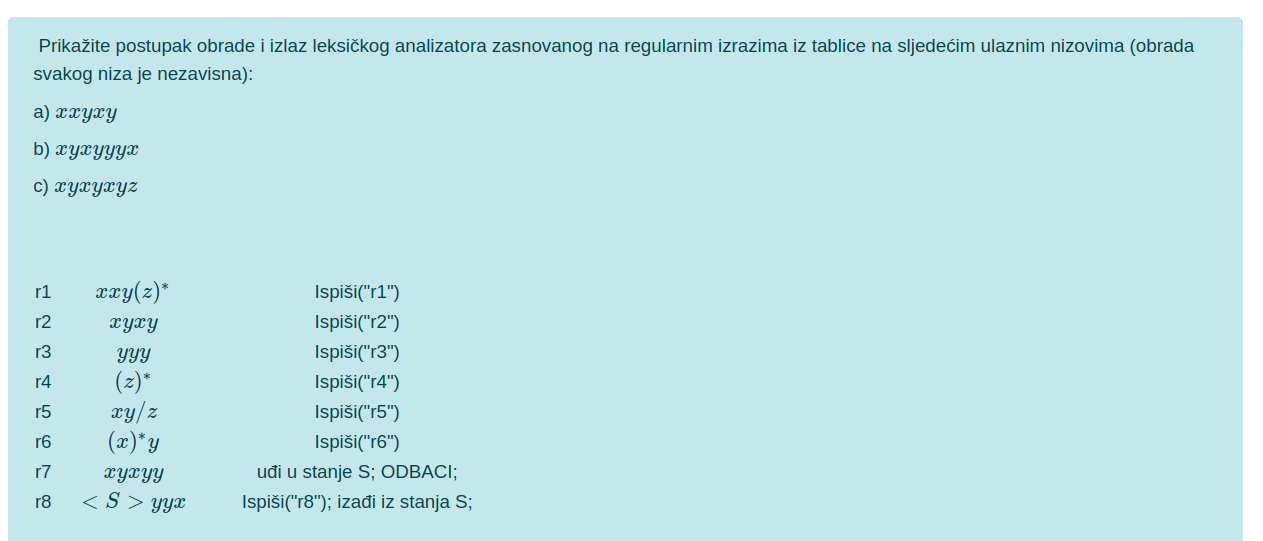 Prikažite postupak obrade i izlaz leksičkog analizatora zasnovanog na regularnim izrazima iz tablice na sljedećim ulaznim nizovima (obrada
svakog niza je nezavisna):
a) xxyxy
b) xyxyyyx
c) xyxyxyz
r1 xxy(z)* Ispiši("r1")
r2 xyxy Ispiši("r2")
r3 yyy Ispiši("r3")
r4 (z)* Ispiši("r4")
r5 xy/z Ispiši("r5")
r6 (x)*y Ispiši("r6")
r7 xyxyy uđi u stanje S; ODBACI;
r8 < S > yyx Ispiši("r8"); izađi iz stanja S;